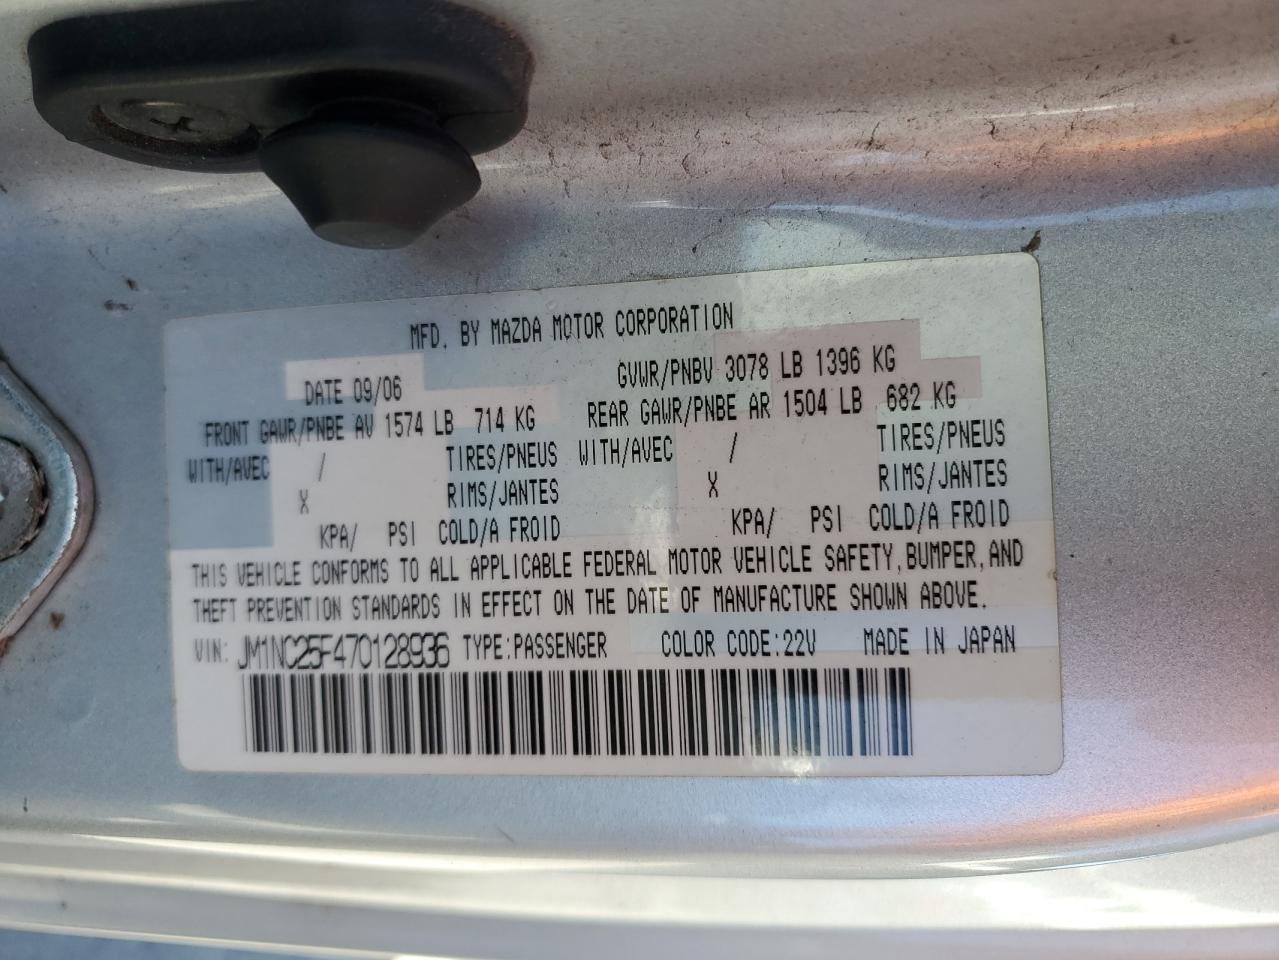 MFD. BY MAZDA MOTOR CORPORATION
DATE 09/06 GVWR/PNBV 3078 LB 1396 KG
FRONT GAWR/PNBE AV 1574 LB 714 KG REAR GAWR/PNBE AR 1504 LB 682 KG
WITH/AVEC / TIRES/PNEUS WITH/AVEC / TIRES/PNEUS
X RIMS/JANTES X RIMS/JANTES
KPA/ PSI COLD/A FROID KPA/ PSI COLD/A FROID
THIS VEHICLE CONFORMS TO ALL APPLICABLE FEDERAL MOTOR VEHICLE SAFETY, BUMPER, AND
THEFT PREVENTION STANDARDS IN EFFECT ON THE DATE OF MANUFACTURE SHOWN ABOVE.
VIN: JM1NC25F470128936 TYPE:PASSENGER COLOR CODE:22V MADE IN JAPAN